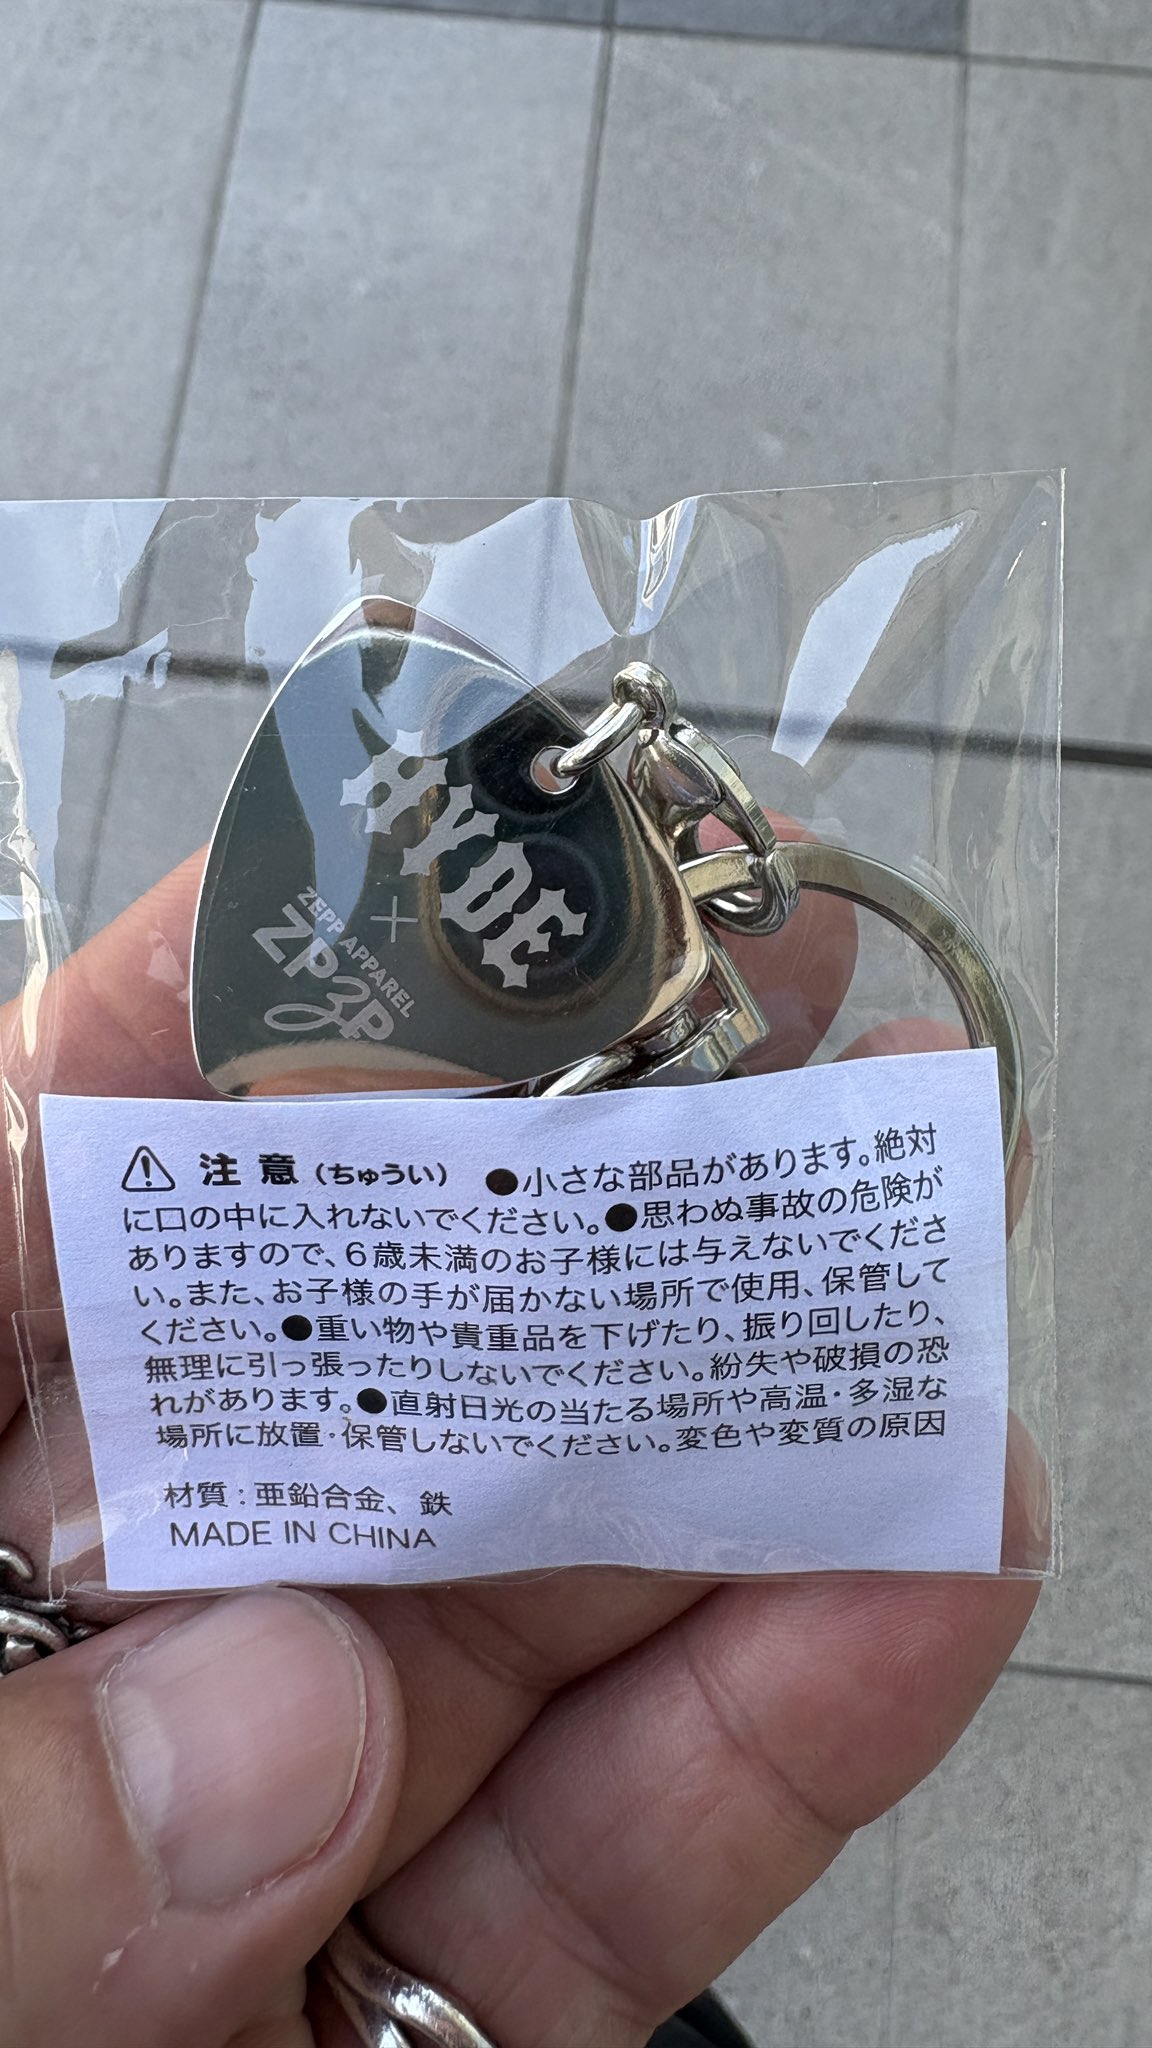 HYDE
×
ZEPP APPAREL
ZPZP
注意(ちゅうい) ●小さな部品があります。絶対
に口の中に入れないでください。●思わぬ事故の危険が
ありますので、6歳未満のお子様には与えないでくださ
い。また、お子様の手が届かない場所で使用、保管して
ください。●重い物や貴重品を下げたり、振り回したり、
無理に引っ張ったりしないでください。紛失や破損の恐
れがあります。●直射日光の当たる場所や高温・多湿な
場所に放置・保管しないでください。変色や変質の原因
材質:亜鉛合金、鉄
MADE IN CHINA